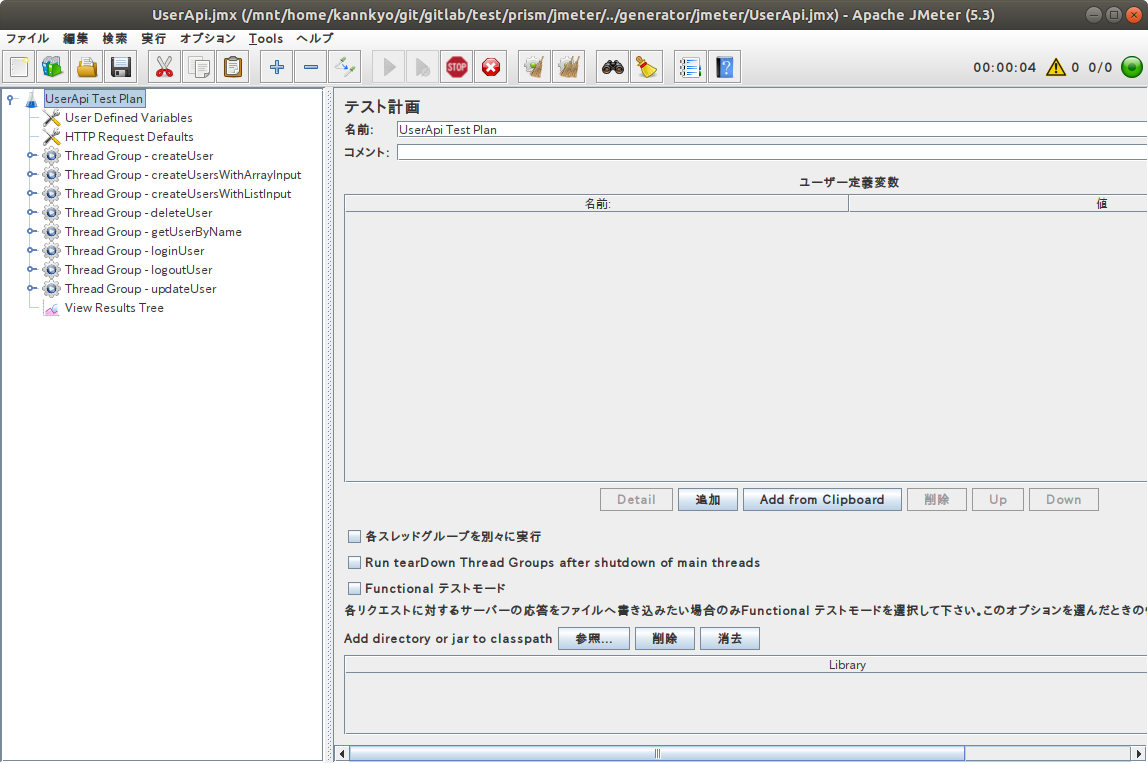 UserApi.jmx (/mnt/home/kannkyo/git/gitlab/test/prism/jmeter/../generator/jmeter/UserApi.jmx) - Apache JMeter (5.3)
ファイル 編集 検索 実行 オプション Tools ヘルプ
STOP 00:00:04 0 0/0
UserApi Test Plan
User Defined Variables
HTTP Request Defaults
Thread Group - createUser
Thread Group - createUsersWithArrayInput
Thread Group - createUsersWithListInput
Thread Group - deleteUser
Thread Group - getUserByName
Thread Group - loginUser
Thread Group - logoutUser
Thread Group - updateUser
View Results Tree
テスト計画
名前: UserApi Test Plan
コメント:
ユーザー定義変数
名前: 値
Detail 追加 Add from Clipboard 削除 Up Down
各スレッドグループを別々に実行
Run tearDown Thread Groups after shutdown of main threads
Functional テストモード
各リクエストに対するサーバーの応答をファイルへ書き込みたい場合のみFunctional テストモードを選択して下さい。このオプションを選んだときの
Add directory or jar to classpath 参照... 削除 消去
Library